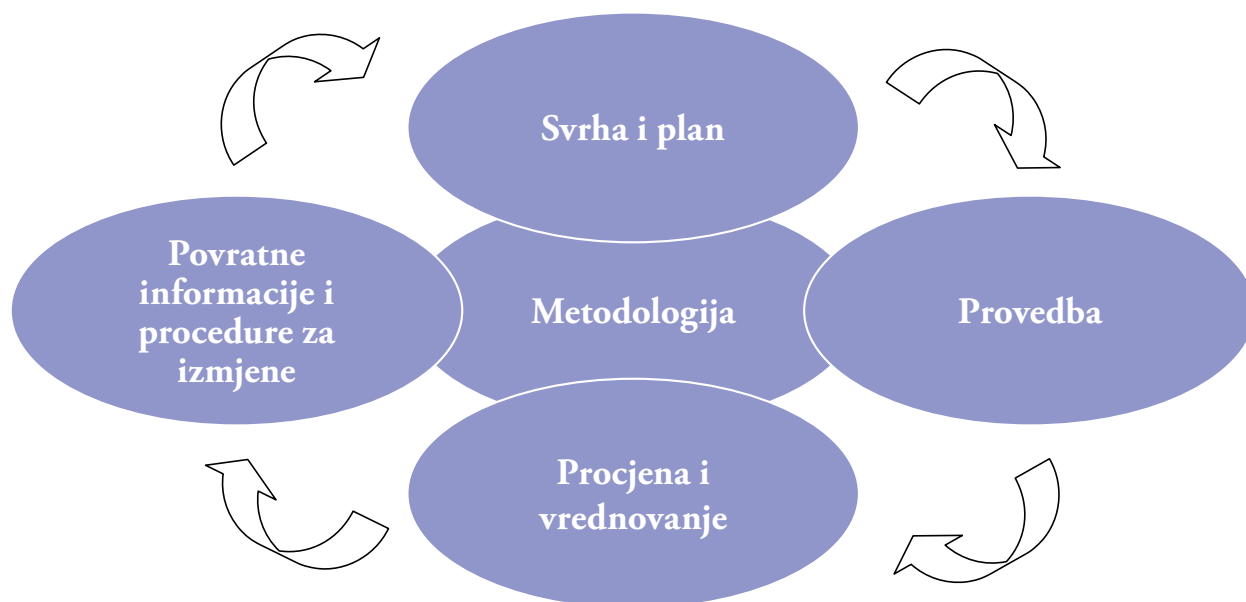 Svrha i plan
Povratne
informacije i
procedure za
izmjene
Metodologija
Provedba
Procjena i
vrednovanje